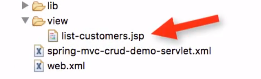 lib
view
list-customers.jsp
spring-mvc-crud-demo-servlet.xml
web.xml